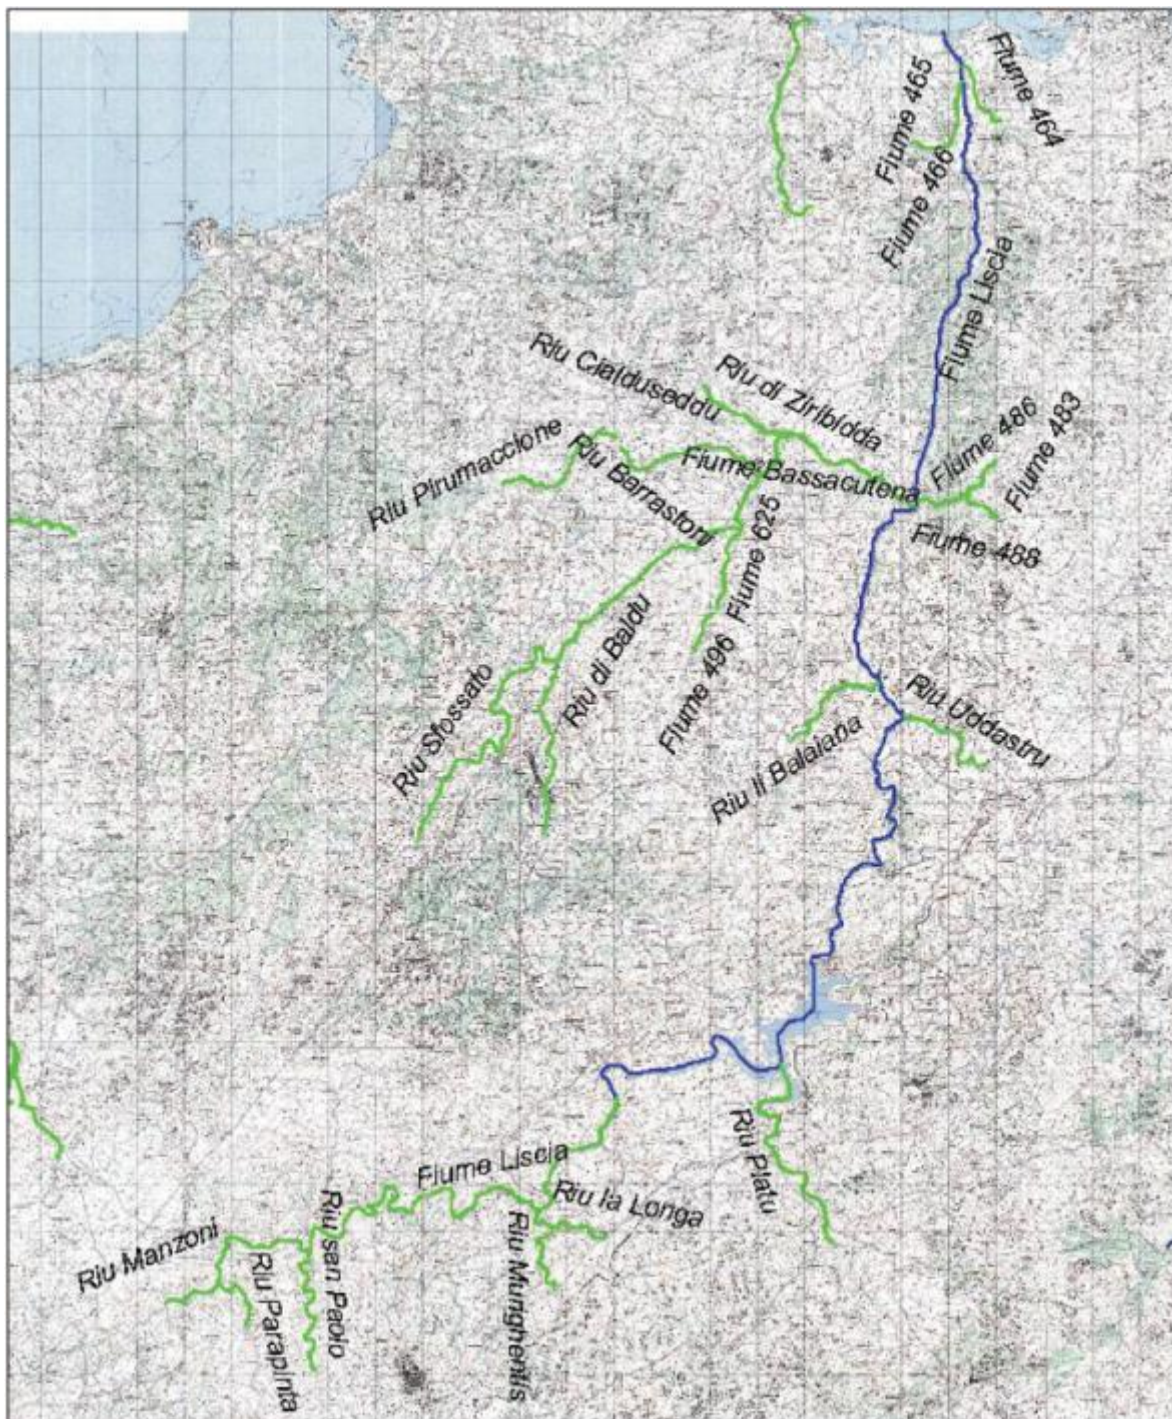 Fiume 465
Fiume 464
Fiume 466
Fiume Liscia
Riu Cialduseddu
Riu di Ziribidda
Riu Pirumaccione
Riu Barrastoni
Fiume Bassacutena
Fiume 486
Fiume 483
Fiume 488
Fiume 625
Fiume 496
Riu di Baldu
Riu Sfossato
Riu li Balaiana
Riu Uddastru
Riu Platu
Fiume Liscia
Riu la Longa
Riu Manzoni
Riu Parapinta
Riu san Paolo
Riu Munghentis